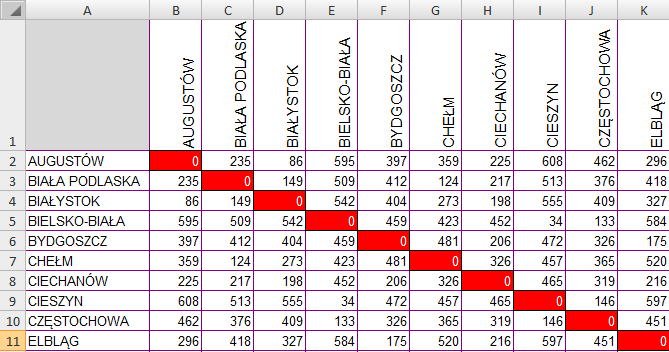 A B C D E F G H I J K
1 AUGUSTÓW BIAŁA PODLASKA BIAŁYSTOK BIELSKO-BIAŁA BYDGOSZCZ CHEŁM CIECHANÓW CIESZYN CZĘSTOCHOWA ELBLĄG
2 AUGUSTÓW 0 235 86 595 397 359 225 608 462 296
3 BIAŁA PODLASKA 235 0 149 509 412 124 217 513 376 418
4 BIAŁYSTOK 86 149 0 542 404 273 198 555 409 327
5 BIELSKO-BIAŁA 595 509 542 0 459 423 452 34 133 584
6 BYDGOSZCZ 397 412 404 459 0 481 206 472 326 175
7 CHEŁM 359 124 273 423 481 0 326 457 365 520
8 CIECHANÓW 225 217 198 452 206 326 0 465 319 216
9 CIESZYN 608 513 555 34 472 457 465 0 146 597
10 CZĘSTOCHOWA 462 376 409 133 326 365 319 146 0 451
11 ELBLĄG 296 418 327 584 175 520 216 597 451 0